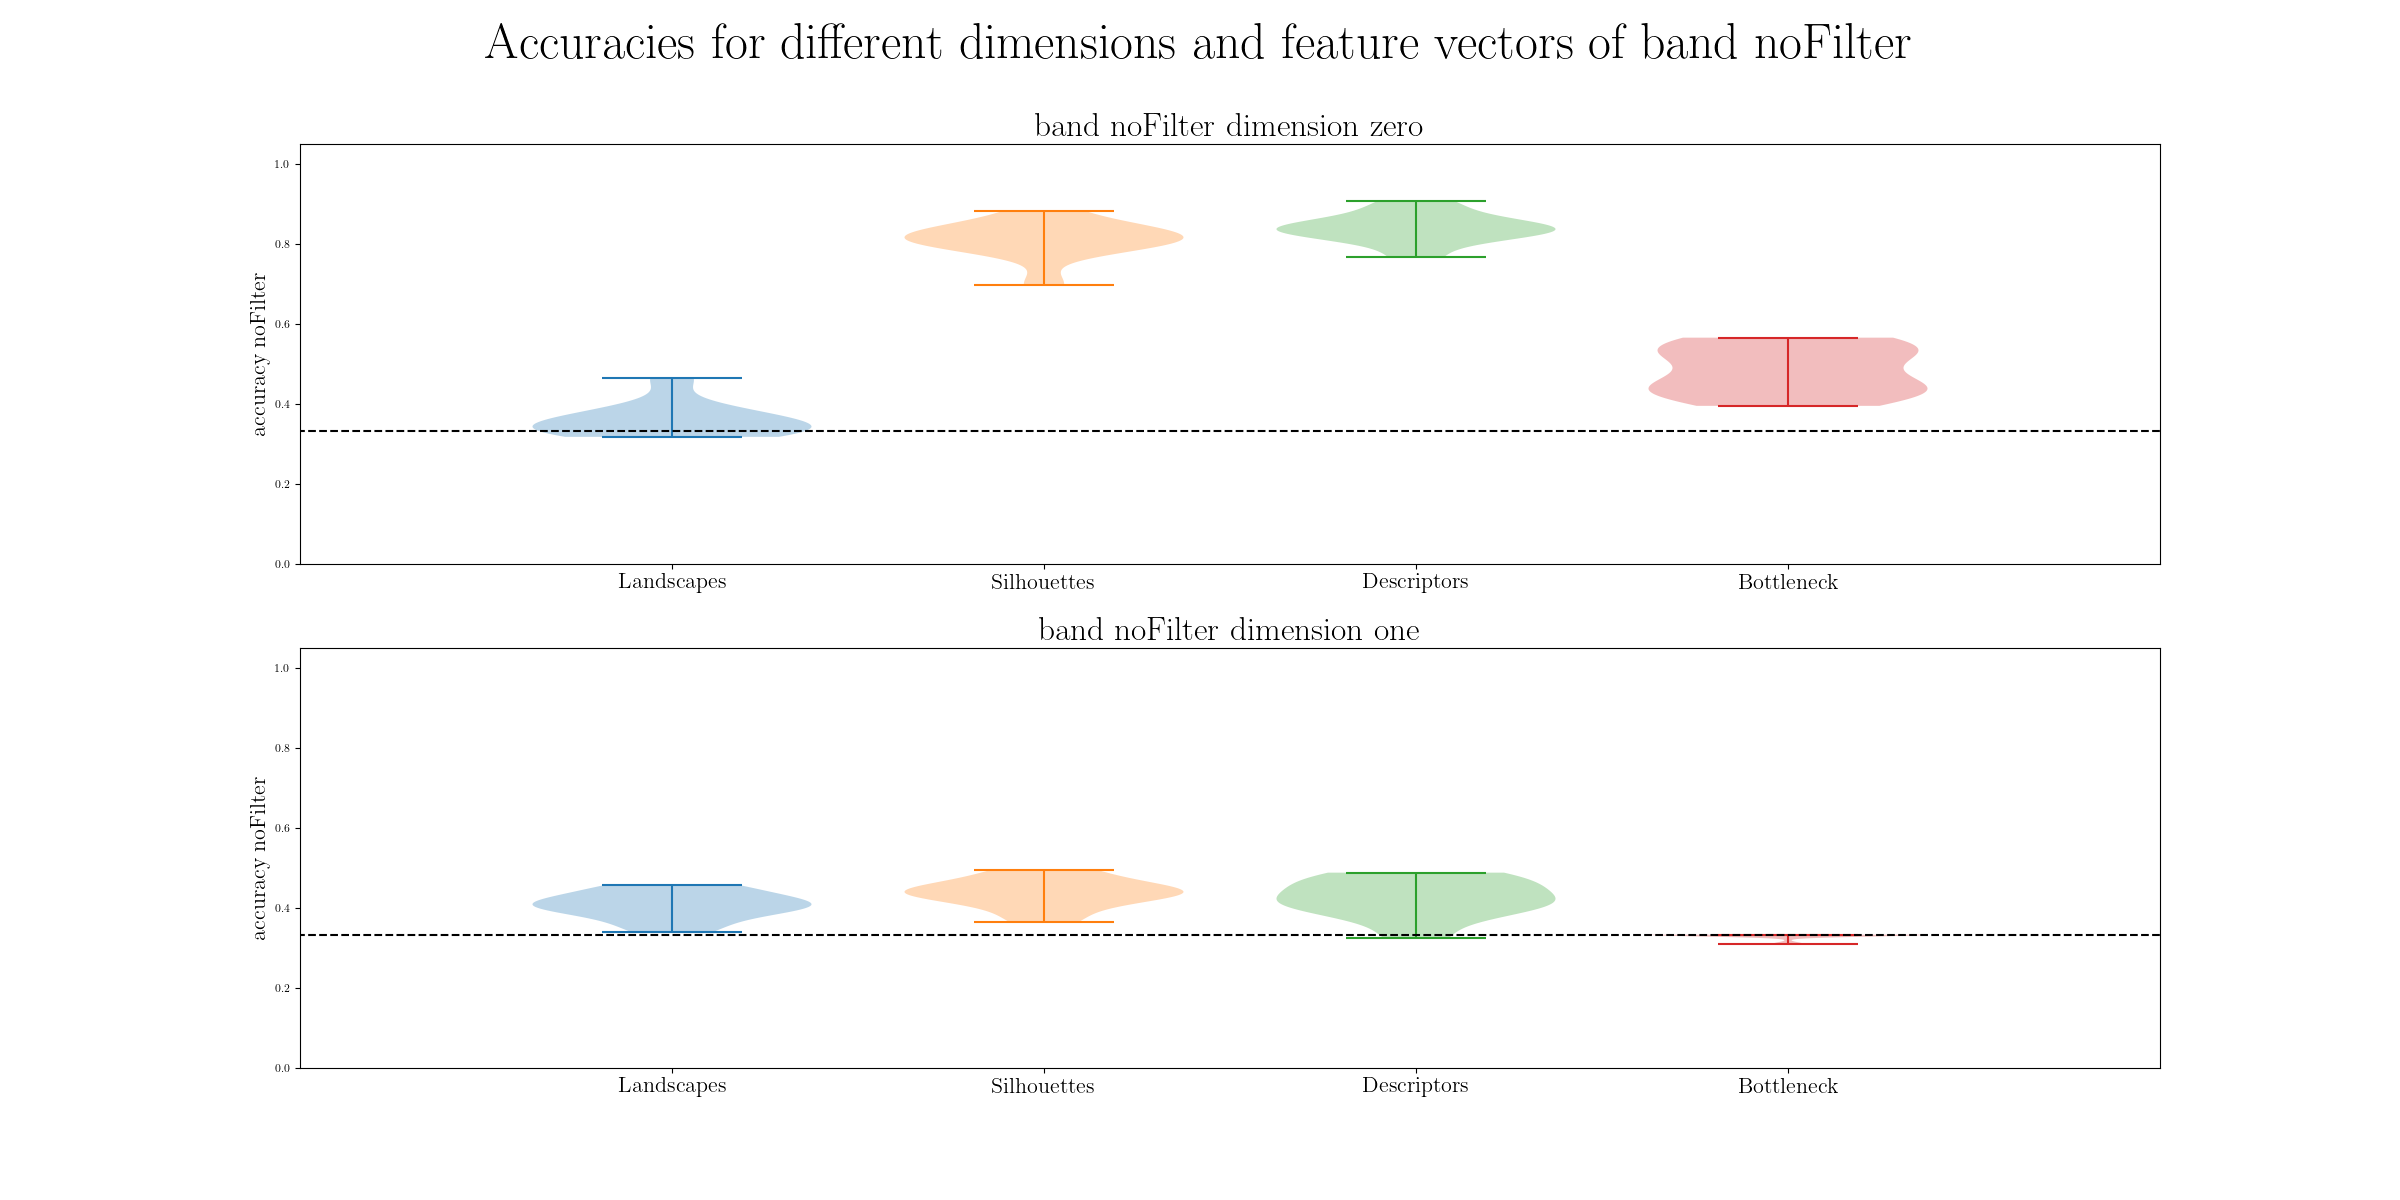 Accuracies for different dimensions and feature vectors of band noFilter
band noFilter dimension zero
accuracy noFilter
1.0
0.8
0.6
0.4
0.2
0.0
Landscapes Silhouettes Descriptors Bottleneck
band noFilter dimension one
accuracy noFilter
1.0
0.8
0.6
0.4
0.2
0.0
Landscapes Silhouettes Descriptors Bottleneck